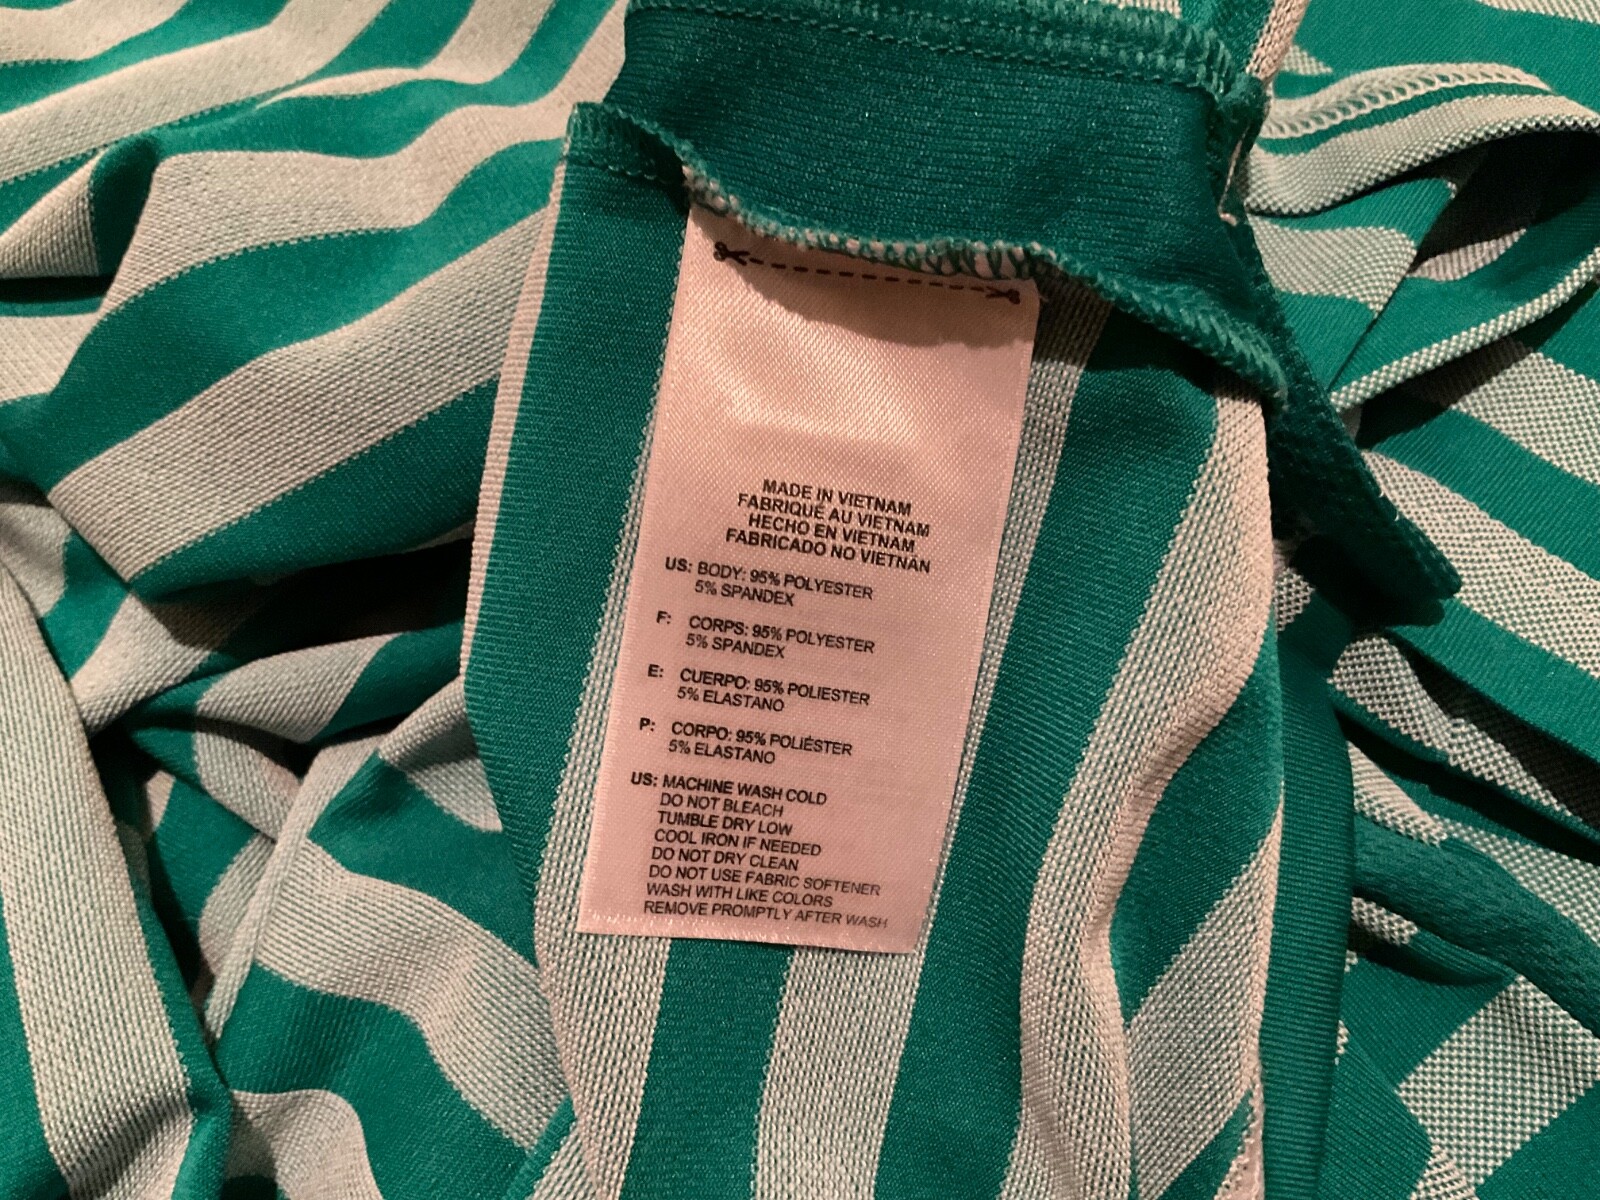 MADE IN VIETNAM
FABRIQUÉ AU VIETNAM
HECHO EN VIETNAM
FABRICADO NO VIETNÃN
US: BODY: 95% POLYESTER
5% SPANDEX
F: CORPS: 95% POLYESTER
5% SPANDEX
E: CUERPO: 95% POLIESTER
5% ELASTANO
P: CORPO: 95% POLIÉSTER
5% ELASTANO
US: MACHINE WASH COLD
DO NOT BLEACH
TUMBLE DRY LOW
COOL IRON IF NEEDED
DO NOT DRY CLEAN
DO NOT USE FABRIC SOFTENER
WASH WITH LIKE COLORS
REMOVE PROMPTLY AFTER WASH